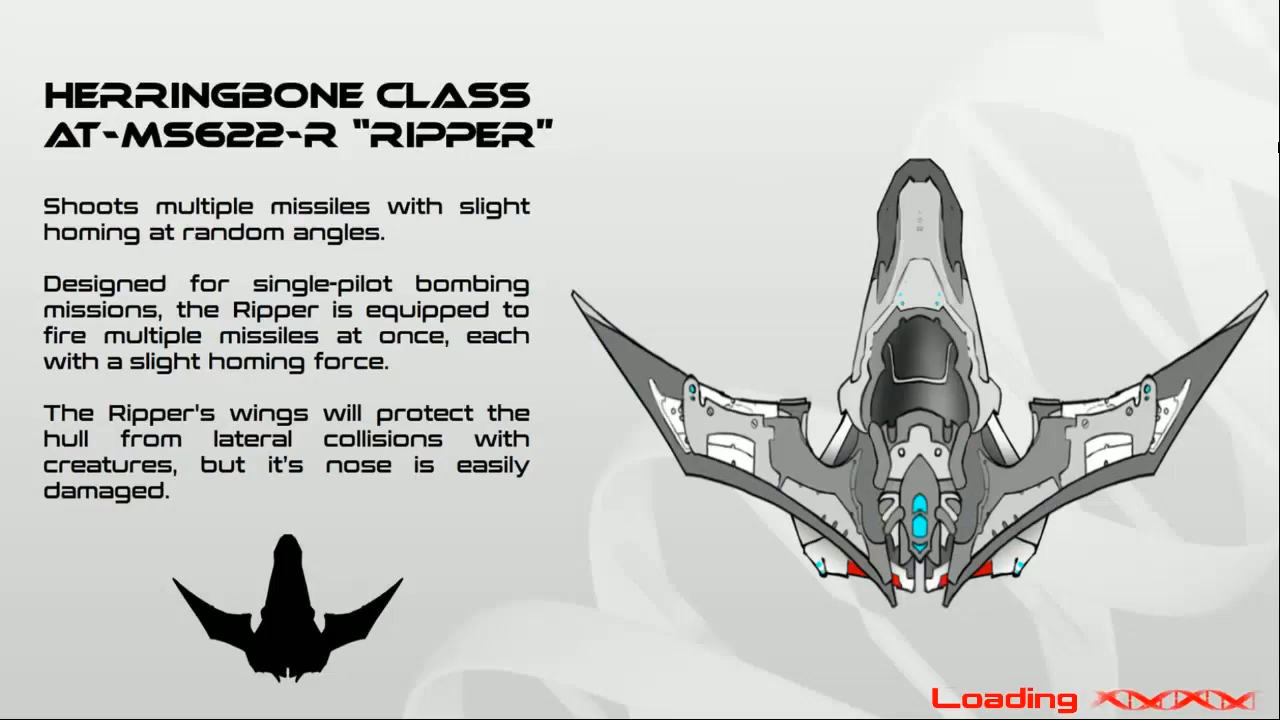 HERRINGBONE CLASS
AT-MS622-R “RIPPER”
Shoots multiple missiles with slight
homing at random angles.
Designed for single-pilot bombing
missions, the Ripper is equipped to
fire multiple missiles at once, each
with a slight homing force.
The Ripper's wings will protect the
hull from lateral collisions with
creatures, but it's nose is easily
damaged.
Loading